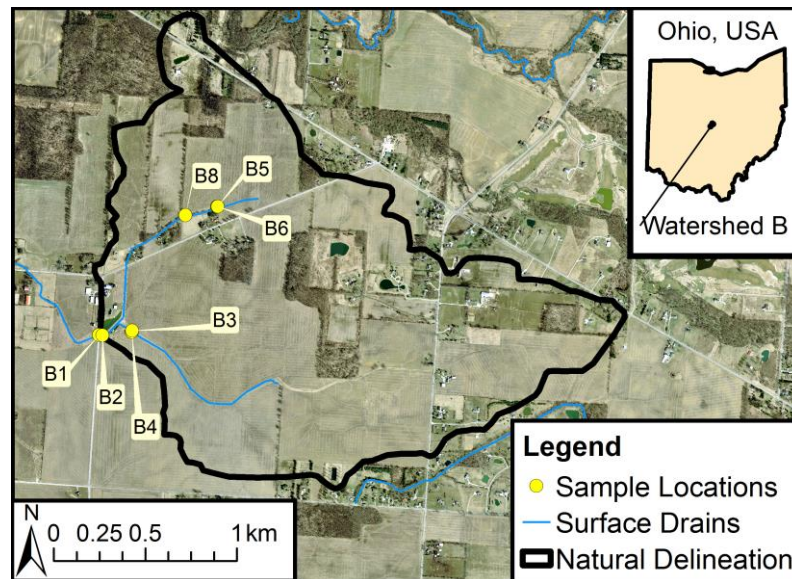 Ohio, USA
Watershed B
B8
B5
B6
B3
B1
B2
B4
Legend
Sample Locations
Surface Drains
Natural Delineation
N
0 0.25 0.5 1 km